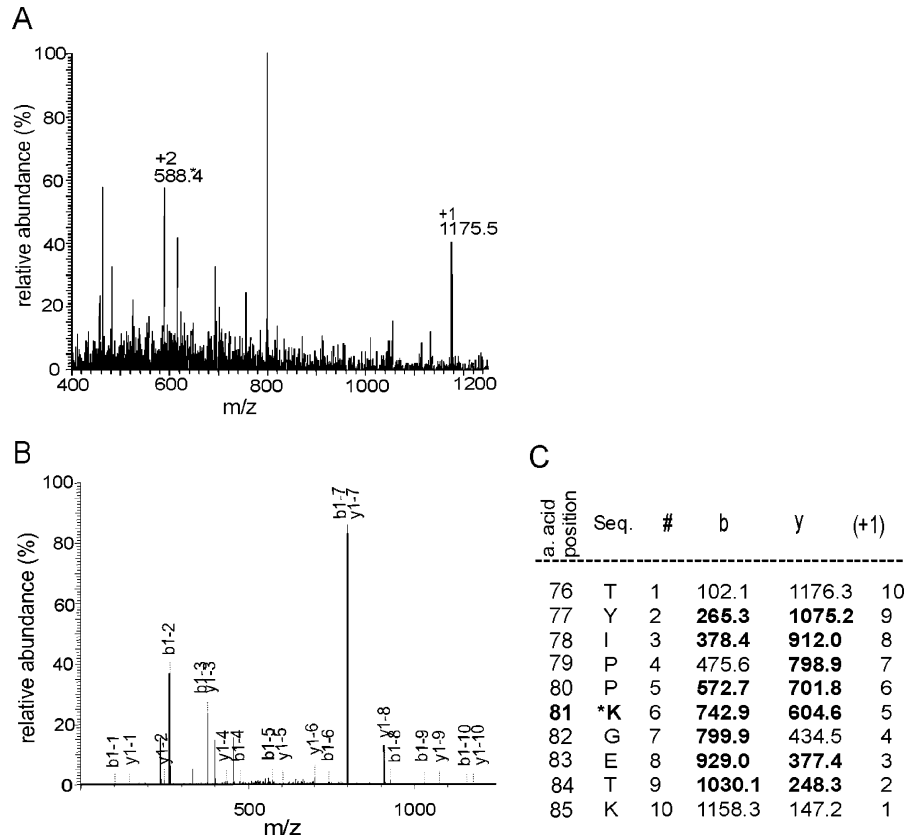 A
relative abundance (%)
100
80
60
40
20
0
+2
588.4*
+1
1175.5
400 600 800 1000 1200
m/z
B
relative abundance (%)
100
80
60
40
20
0
b1-1
y1-1
y1-2
b1-2
b1-3
y1-3
y1-4
b1-4
b1-5
y1-5
y1-6
b1-6
b1-7
y1-7
y1-8
b1-8
b1-9
y1-9
b1-10
y1-10
500 1000
m/z
C
a. acid position Seq. # b y (+1)
76 T 1 102.1 1176.3 10
77 Y 2 265.3 1075.2 9
78 I 3 378.4 912.0 8
79 P 4 475.6 798.9 7
80 P 5 572.7 701.8 6
81 *K 6 742.9 604.6 5
82 G 7 799.9 434.5 4
83 E 8 929.0 377.4 3
84 T 9 1030.1 248.3 2
85 K 10 1158.3 147.2 1